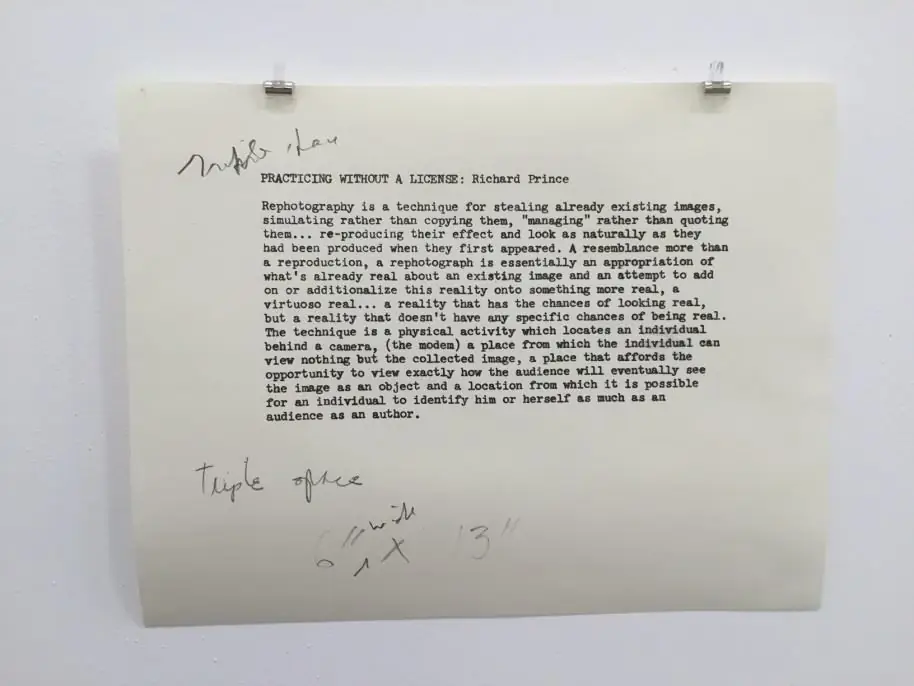 PRACTICING WITHOUT A LICENSE: Richard Prince
Rephotography is a technique for stealing already existing images,
simulating rather than copying them, "managing" rather than quoting
them... re-producing their effect and look as naturally as they
had been produced when they first appeared. A resemblance more than
a reproduction, a rephotograph is essentially an appropriation of
what's already real about an existing image and an attempt to add
on or additionalize this reality onto something more real, a
virtuoso real... a reality that has the chances of looking real,
but a reality that doesn't have any specific chances of being real.
The technique is a physical activity which locates an individual
behind a camera, (the modem) a place from which the individual can
view nothing but the collected image, a place that affords the
opportunity to view exactly how the audience will eventually see
the image as an object and a location from which it is possible
for an individual to identify him or herself as much as an
audience as an author.
Triple
X 13"